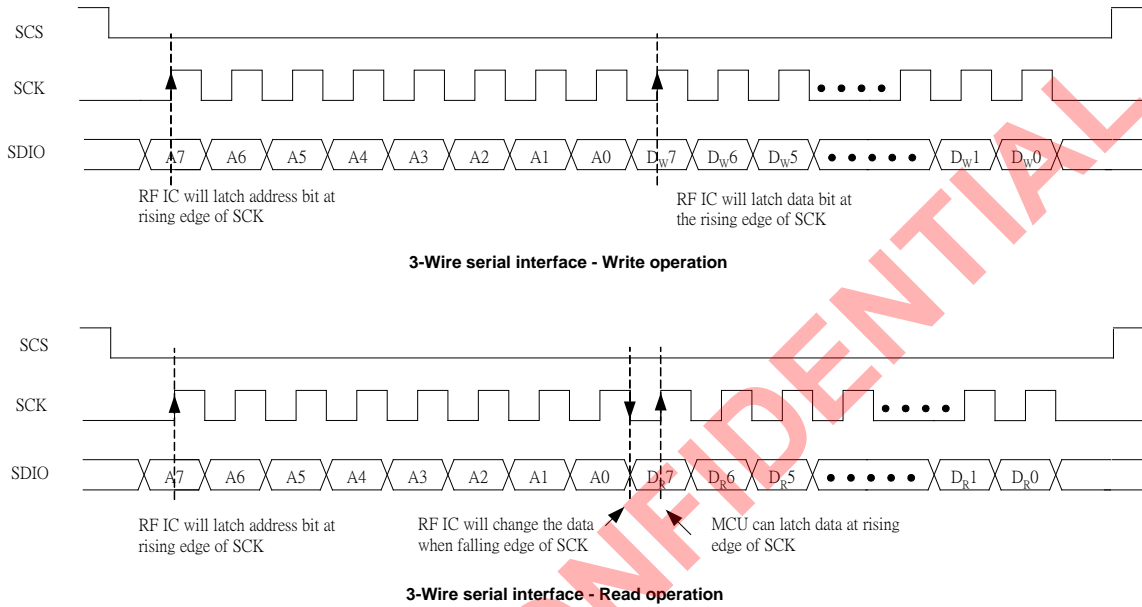 SCS
SCK
SDIO
A7 A6 A5 A4 A3 A2 A1 A0 DW7 DW6 DW5 DW1 DW0
RF IC will latch address bit at
rising edge of SCK
RF IC will latch data bit at
the rising edge of SCK
3-Wire serial interface - Write operation
SCS
SCK
SDIO
A7 A6 A5 A4 A3 A2 A1 A0 DR7 DR6 DR5 DR1 DR0
RF IC will latch address bit at
rising edge of SCK
RF IC will change the data
when falling edge of SCK
MCU can latch data at rising
edge of SCK
3-Wire serial interface - Read operation
ONFIDENTIAL